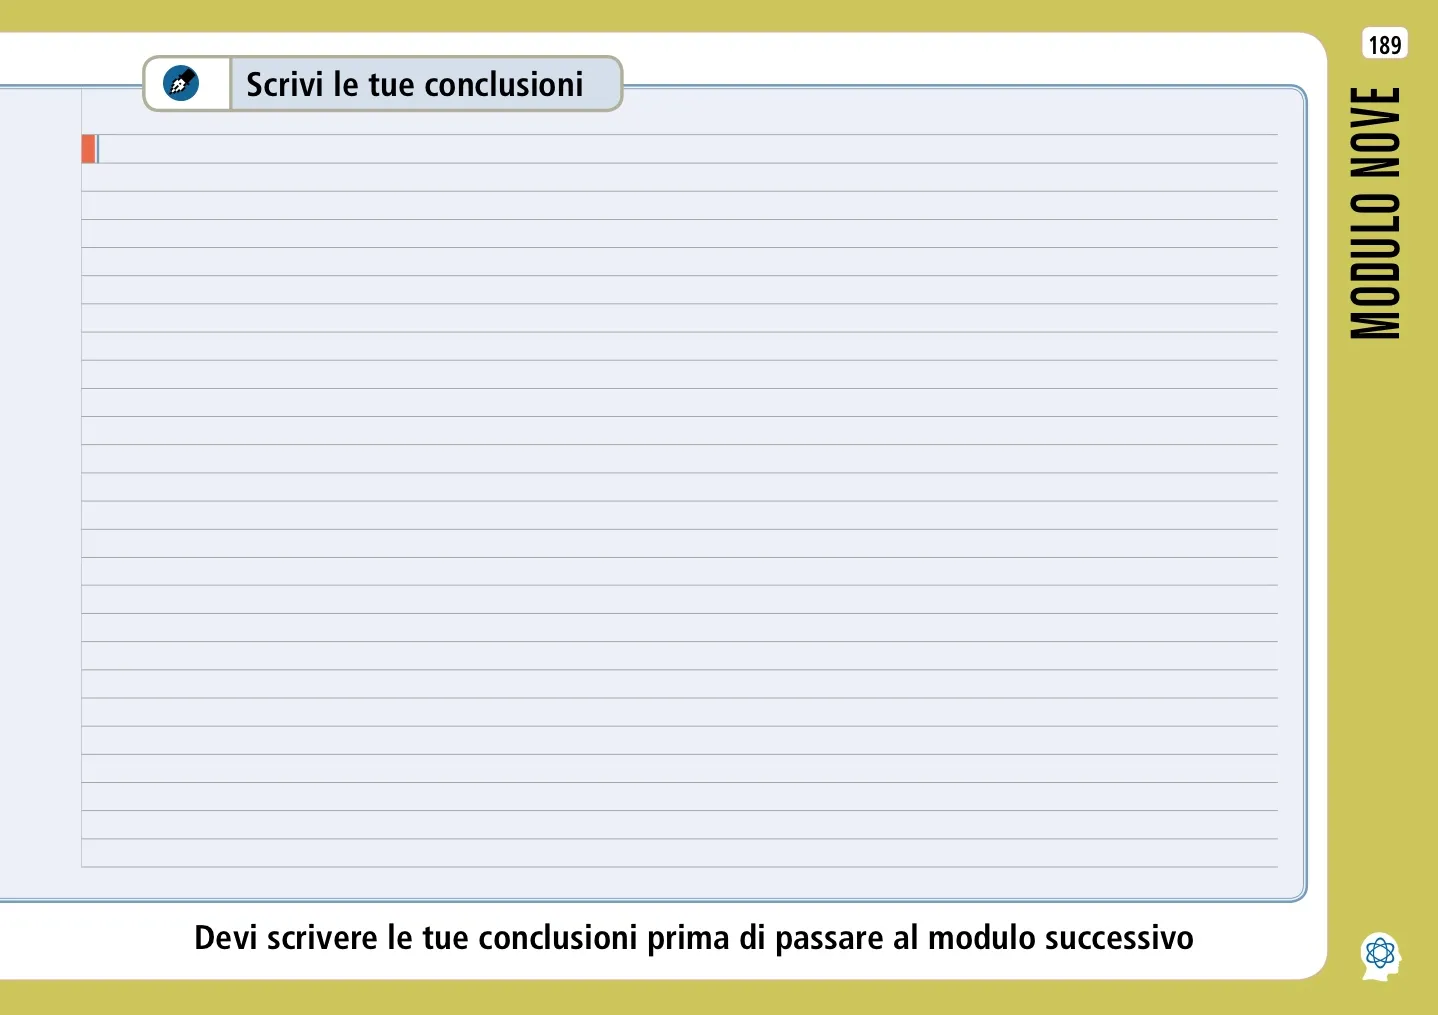 189
Scrivi le tue conclusioni
MODULO NOVE
Devi scrivere le tue conclusioni prima di passare al modulo successivo